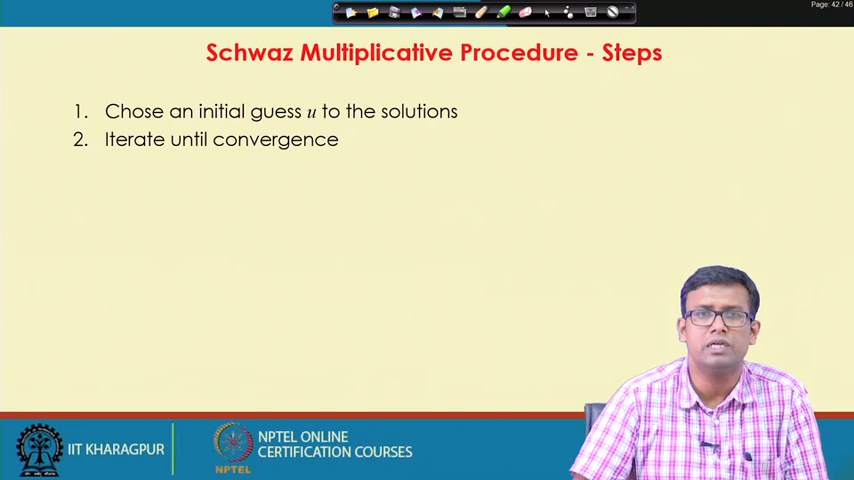 Page: 42 / 46
Schwaz Multiplicative Procedure - Steps
1. Chose an initial guess u to the solutions
2. Iterate until convergence
IIT KHARAGPUR
NPTEL
NPTEL ONLINE
CERTIFICATION COURSES